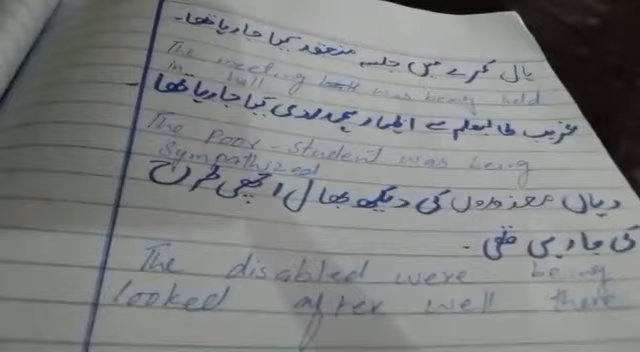 ہال کمرے میں جلسہ منعقد کیا جا رہا تھا۔
The meeting was being held
in hall
غریب طالبعلم سے اظہار ہمدردی کیا جا رہا تھا۔
The Poor-Student was being
Sympathized
وہاں معذوروں کی دیکھ بھال اچھی طرح
کی جا رہی تھی۔
The disabled were being
looked after well there